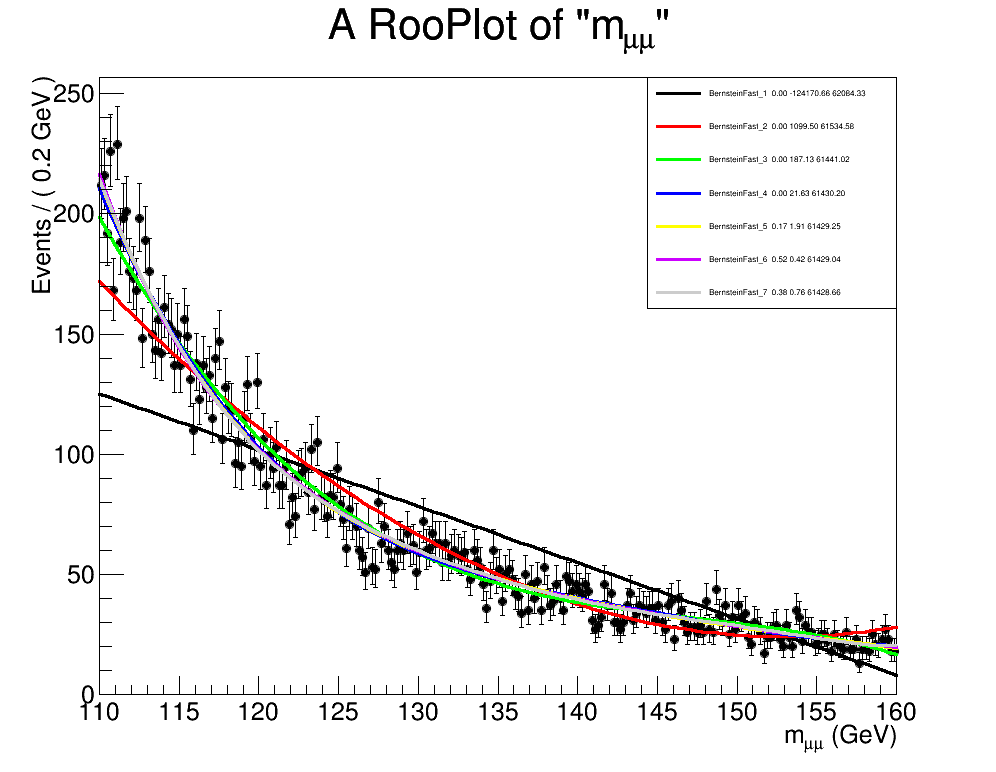 A RooPlot of "mμμ"
Events / ( 0.2 GeV )
250
200
150
100
50
0
110 115 120 125 130 135 140 145 150 155 160
mμμ (GeV)
BernsteinFast_1 0.00 -124170.66 62084.33
BernsteinFast_2 0.00 1099.50 61534.58
BernsteinFast_3 0.00 187.13 61441.02
BernsteinFast_4 0.00 21.63 61430.20
BernsteinFast_5 0.17 1.91 61429.25
BernsteinFast_6 0.52 0.42 61429.04
BernsteinFast_7 0.38 0.76 61428.66